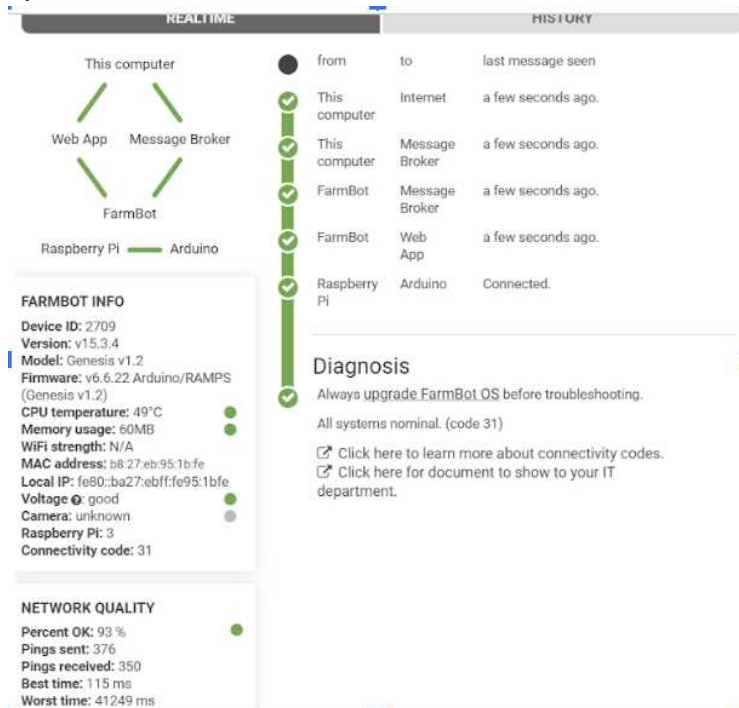 REALTIME
HISTORY
This computer
Web App Message Broker
FarmBot
Raspberry Pi Arduino
FARMBOT INFO
Device ID: 2709
Version: v15.3.4
Model: Genesis v1.2
Firmware: v6.6.22 Arduino/RAMPS
(Genesis v1.2)
CPU temperature: 49°C
Memory usage: 60MB
WiFi strength: N/A
MAC address: b8:27:eb:95:1b:fe
Local IP: fe80::ba27:ebff:fe95:1bfe
Voltage ?: good
Camera: unknown
Raspberry Pi: 3
Connectivity code: 31
NETWORK QUALITY
Percent OK: 93 %
Pings sent: 376
Pings received: 350
Best time: 115 ms
Worst time: 41249 ms
from to last message seen
This Internet a few seconds ago.
computer
This Message a few seconds ago.
computer Broker
FarmBot Message a few seconds ago.
Broker
FarmBot Web a few seconds ago.
App
Raspberry Arduino Connected.
Pi
Diagnosis
Always upgrade FarmBot OS before troubleshooting.
All systems nominal. (code 31)
Click here to learn more about connectivity codes.
Click here for document to show to your IT
department.